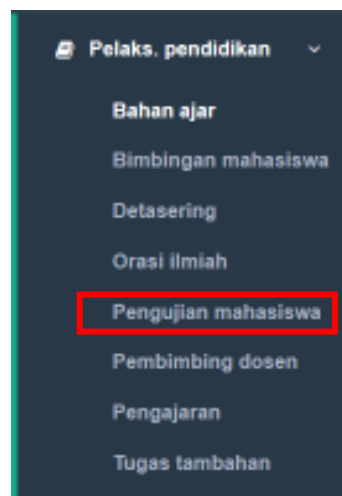 Pelaks. pendidikan
Bahan ajar
Bimbingan mahasiswa
Detasering
Orasi ilmiah
Pengujian mahasiswa
Pembimbing dosen
Pengajaran
Tugas tambahan